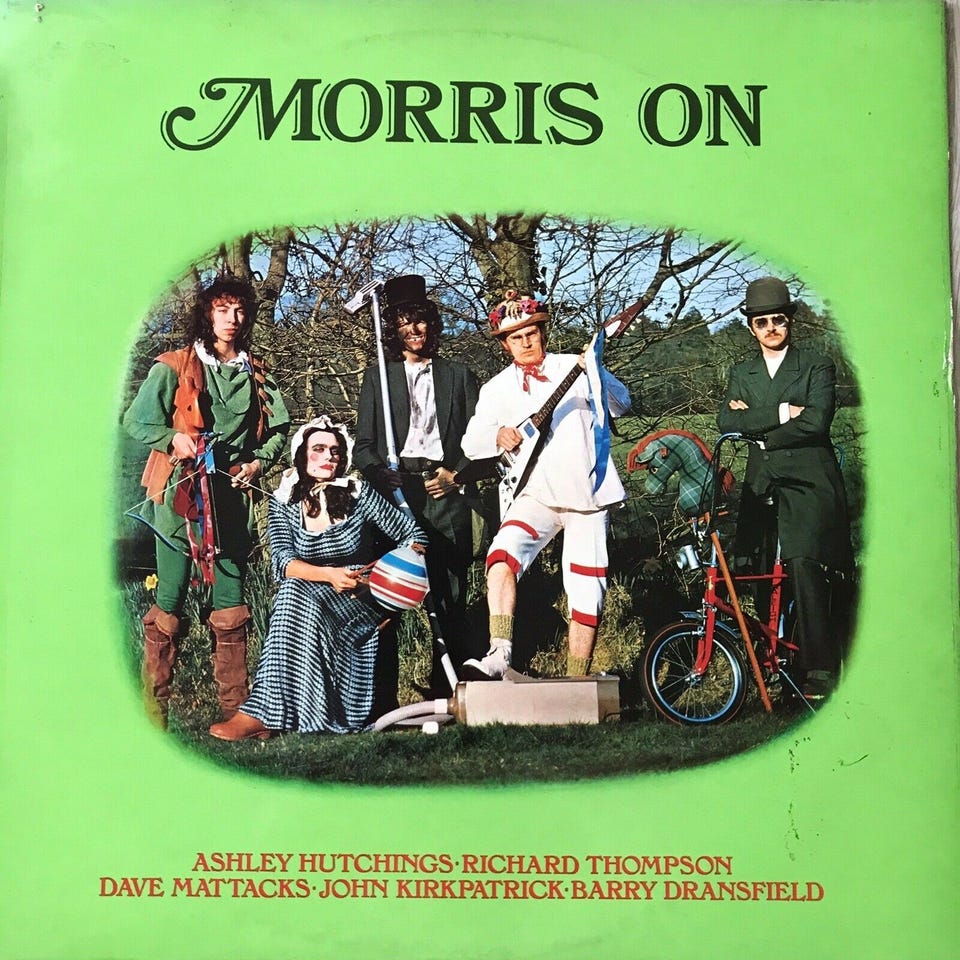 MORRIS ON
ASHLEY HUTCHINGS·RICHARD THOMPSON
DAVE MATTACKS·JOHN KIRKPATRICK·BARRY DRANSFIELD